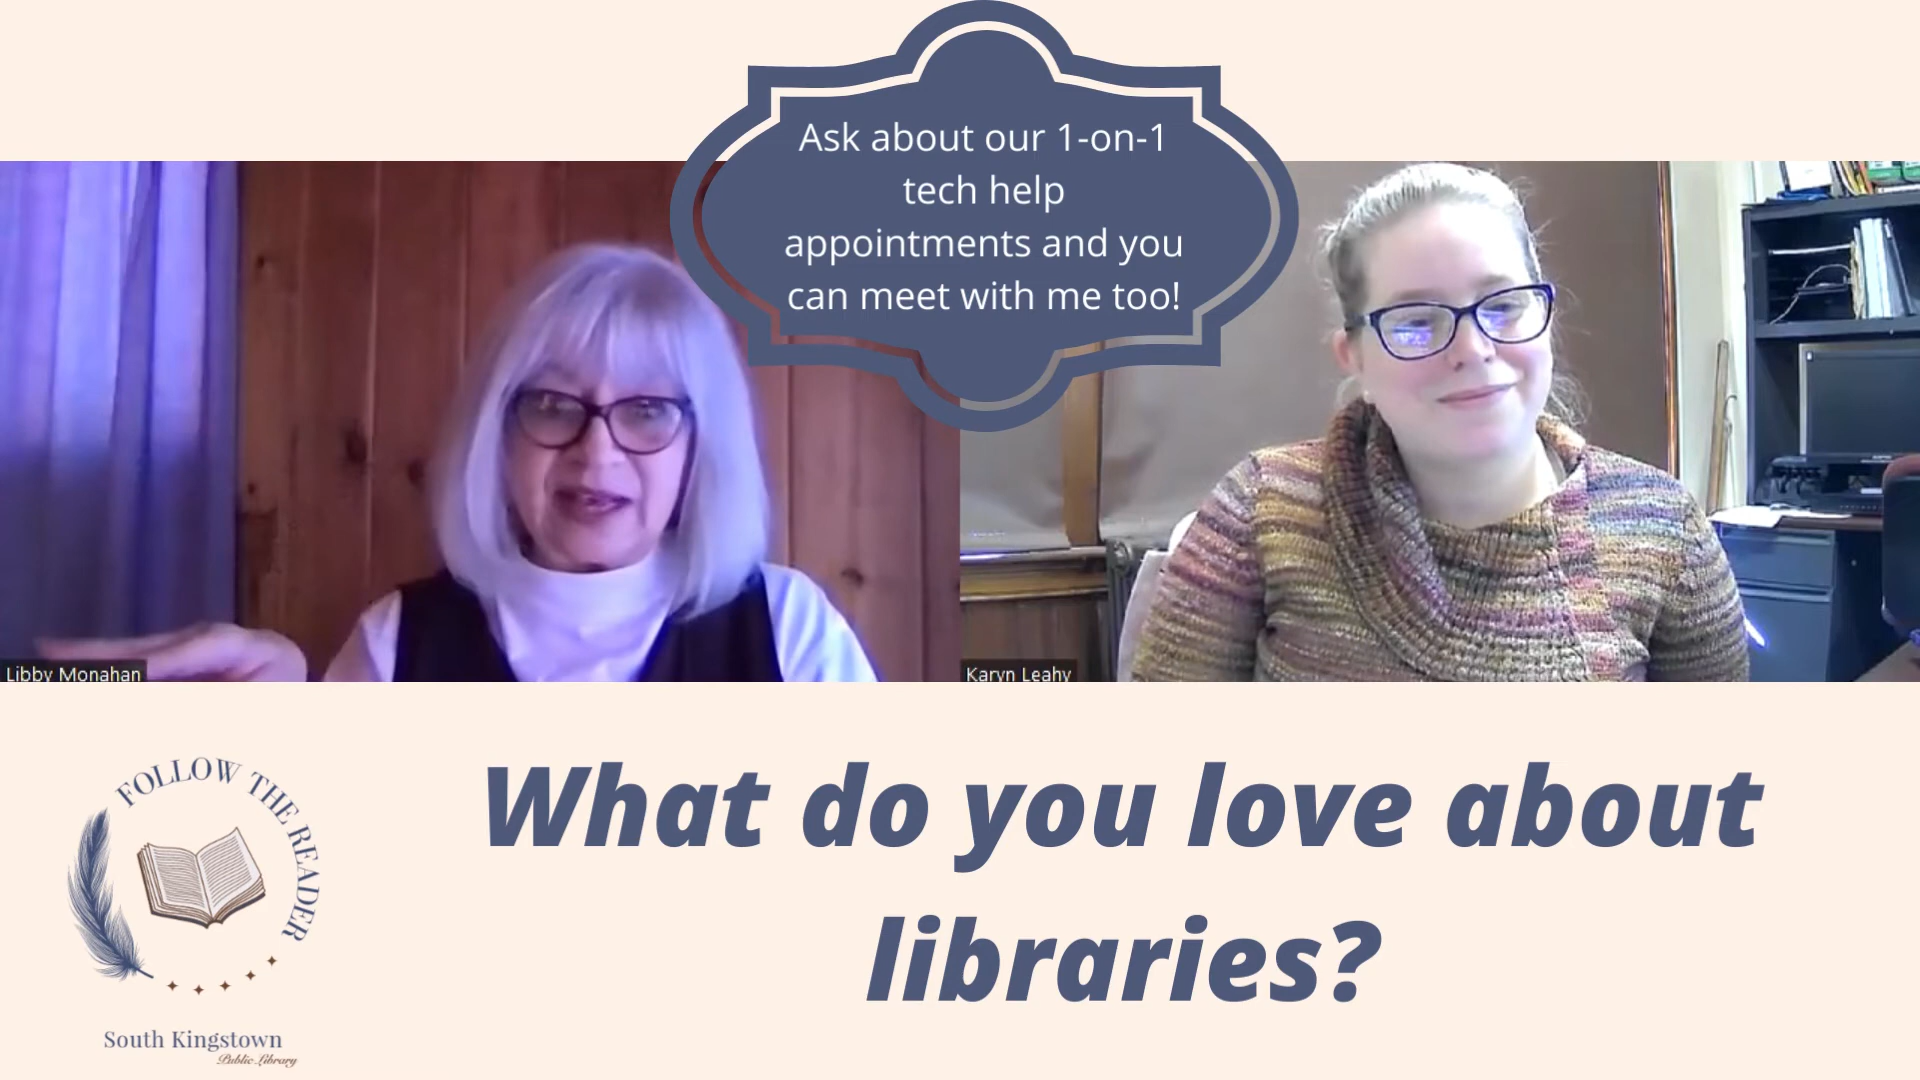 Ask about our 1-on-1
tech help
appointments and you
can meet with me too!
Libby Monahan
Karyn Leahy
What do you love about
libraries?
FOLLOW THE READER
South Kingstown
Public Library